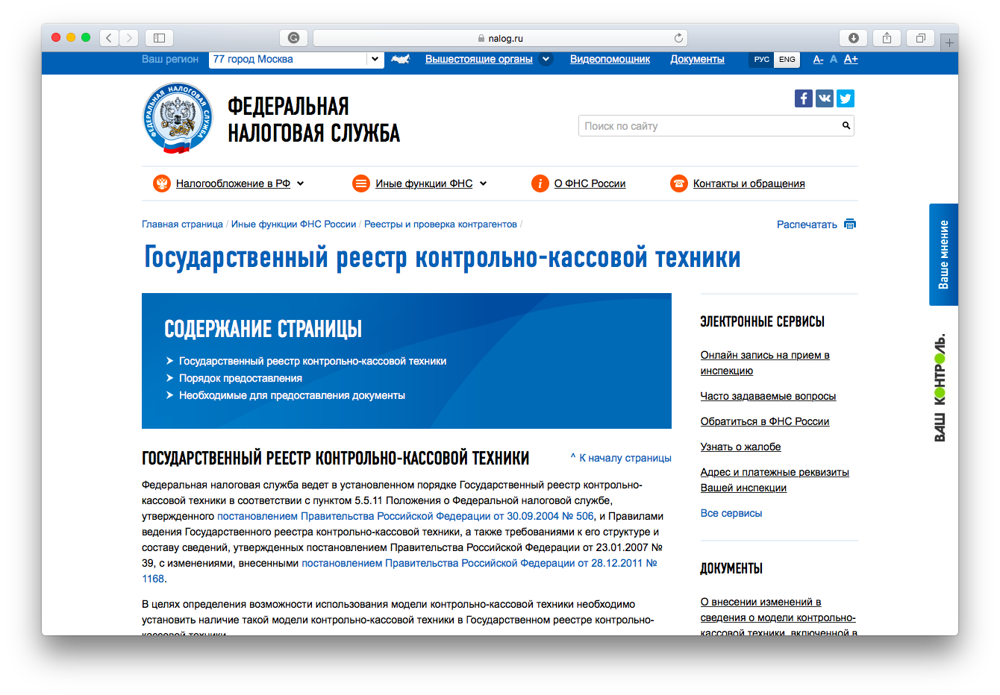 nalog.ru
Ваш регион
77 город Москва
Вышестоящие органы
Видеопомощник
Документы
РУС
ENG
A-
A
A+
ФЕДЕРАЛЬНАЯ НАЛОГОВАЯ СЛУЖБА
ФЕДЕРАЛЬНАЯ
НАЛОГОВАЯ СЛУЖБА
Поиск по сайту
Налогообложение в РФ
Иные функции ФНС
О ФНС России
Контакты и обращения
Главная страница / Иные функции ФНС России / Реестры и проверка контрагентов /
Распечатать
Государственный реестр контрольно-кассовой техники
СОДЕРЖАНИЕ СТРАНИЦЫ
Государственный реестр контрольно-кассовой техники
Порядок предоставления
Необходимые для предоставления документы
ГОСУДАРСТВЕННЫЙ РЕЕСТР КОНТРОЛЬНО-КАССОВОЙ ТЕХНИКИ
^ К началу страницы
Федеральная налоговая служба ведет в установленном порядке Государственный реестр контрольно-
кассовой техники в соответствии с пунктом 5.5.11 Положения о Федеральной налоговой службе,
утвержденного постановлением Правительства Российской Федерации от 30.09.2004 № 506, и Правилами
ведения Государственного реестра контрольно-кассовой техники, а также требованиями к его структуре и
составу сведений, утвержденных постановлением Правительства Российской Федерации от 23.01.2007 №
39, с изменениями, внесенными постановлением Правительства Российской Федерации от 28.12.2011 №
1168.
В целях определения возможности использования модели контрольно-кассовой техники необходимо
установить наличие такой модели контрольно-кассовой техники в Государственном реестре контрольно-
кассовой техники.
ЭЛЕКТРОННЫЕ СЕРВИСЫ
Онлайн запись на прием в
инспекцию
Часто задаваемые вопросы
Обратиться в ФНС России
Узнать о жалобе
Адрес и платежные реквизиты
Вашей инспекции
Все сервисы
ДОКУМЕНТЫ
О внесении изменений в
сведения о модели контрольно-
кассовой техники, включенной в
Ваше мнение
ВАШ КОНТРОЛЬ.